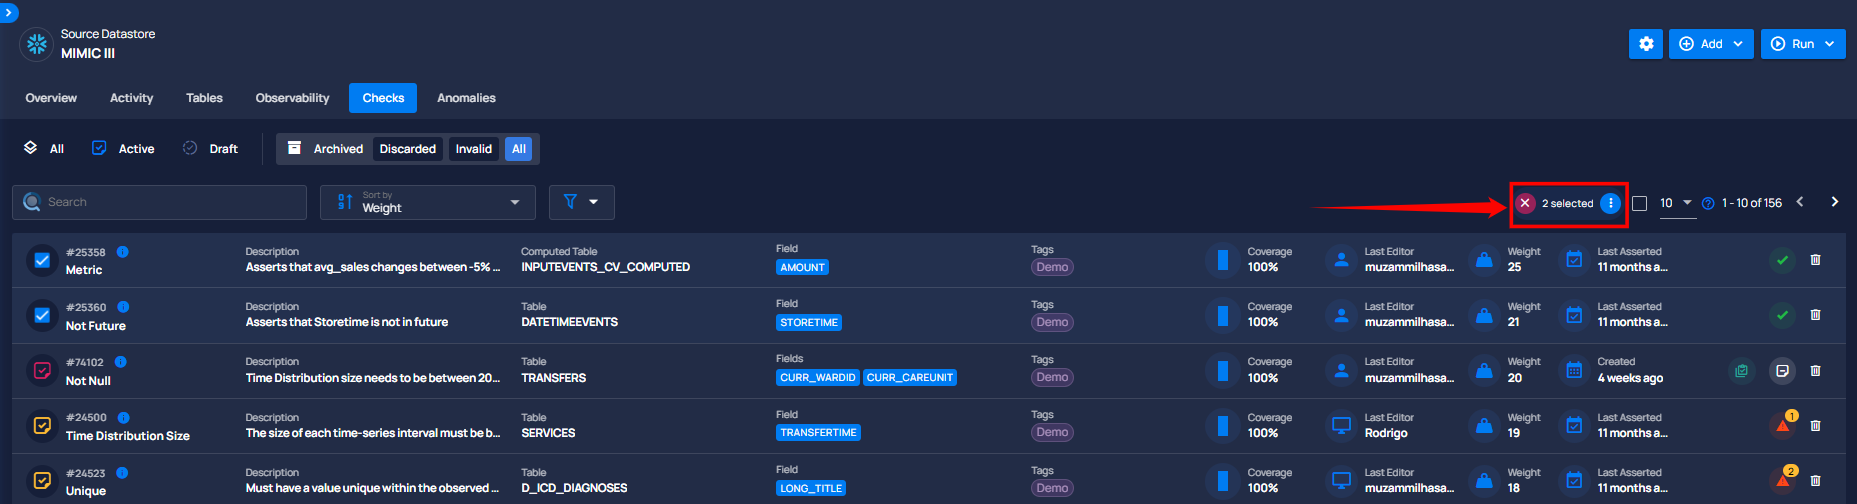 Source Datastore
MIMIC III
Add
Run
Overview Activity Tables Observability Checks Anomalies
All Active Draft Archived Discarded Invalid All
Search
Sort by
Weight
2 selected 10 1 - 10 of 156
#25358 Description Computed Table Field Tags Coverage Last Editor Weight Last Asserted
Metric Asserts that avg_sales changes between -5% ... INPUTEVENTS_CV_COMPUTED AMOUNT Demo 100% muzammilhasa... 25 11 months a...
#25360 Description Table Field Tags Coverage Last Editor Weight Last Asserted
Not Future Asserts that Storetime is not in future DATETIMEEVENTS STORETIME Demo 100% muzammilhasa... 21 11 months a...
#74102 Description Table Fields Tags Coverage Last Editor Weight Created
Not Null Time Distribution size needs to be between 20... TRANSFERS CURR_WARDID CURR_CAREUNIT Demo 100% muzammilhasa... 20 4 weeks ago
#24500 Description Table Field Tags Coverage Last Editor Weight Last Asserted 1
Time Distribution Size The size of each time-series interval must be b... SERVICES TRANSFERTIME Demo 100% Rodrigo 19 11 months a...
#24523 Description Table Field Tags Coverage Last Editor Weight Last Asserted 2
Unique Must have a value unique within the observed ... D_ICD_DIAGNOSES LONG_TITLE Demo 100% Rodrigo 18 11 months a...